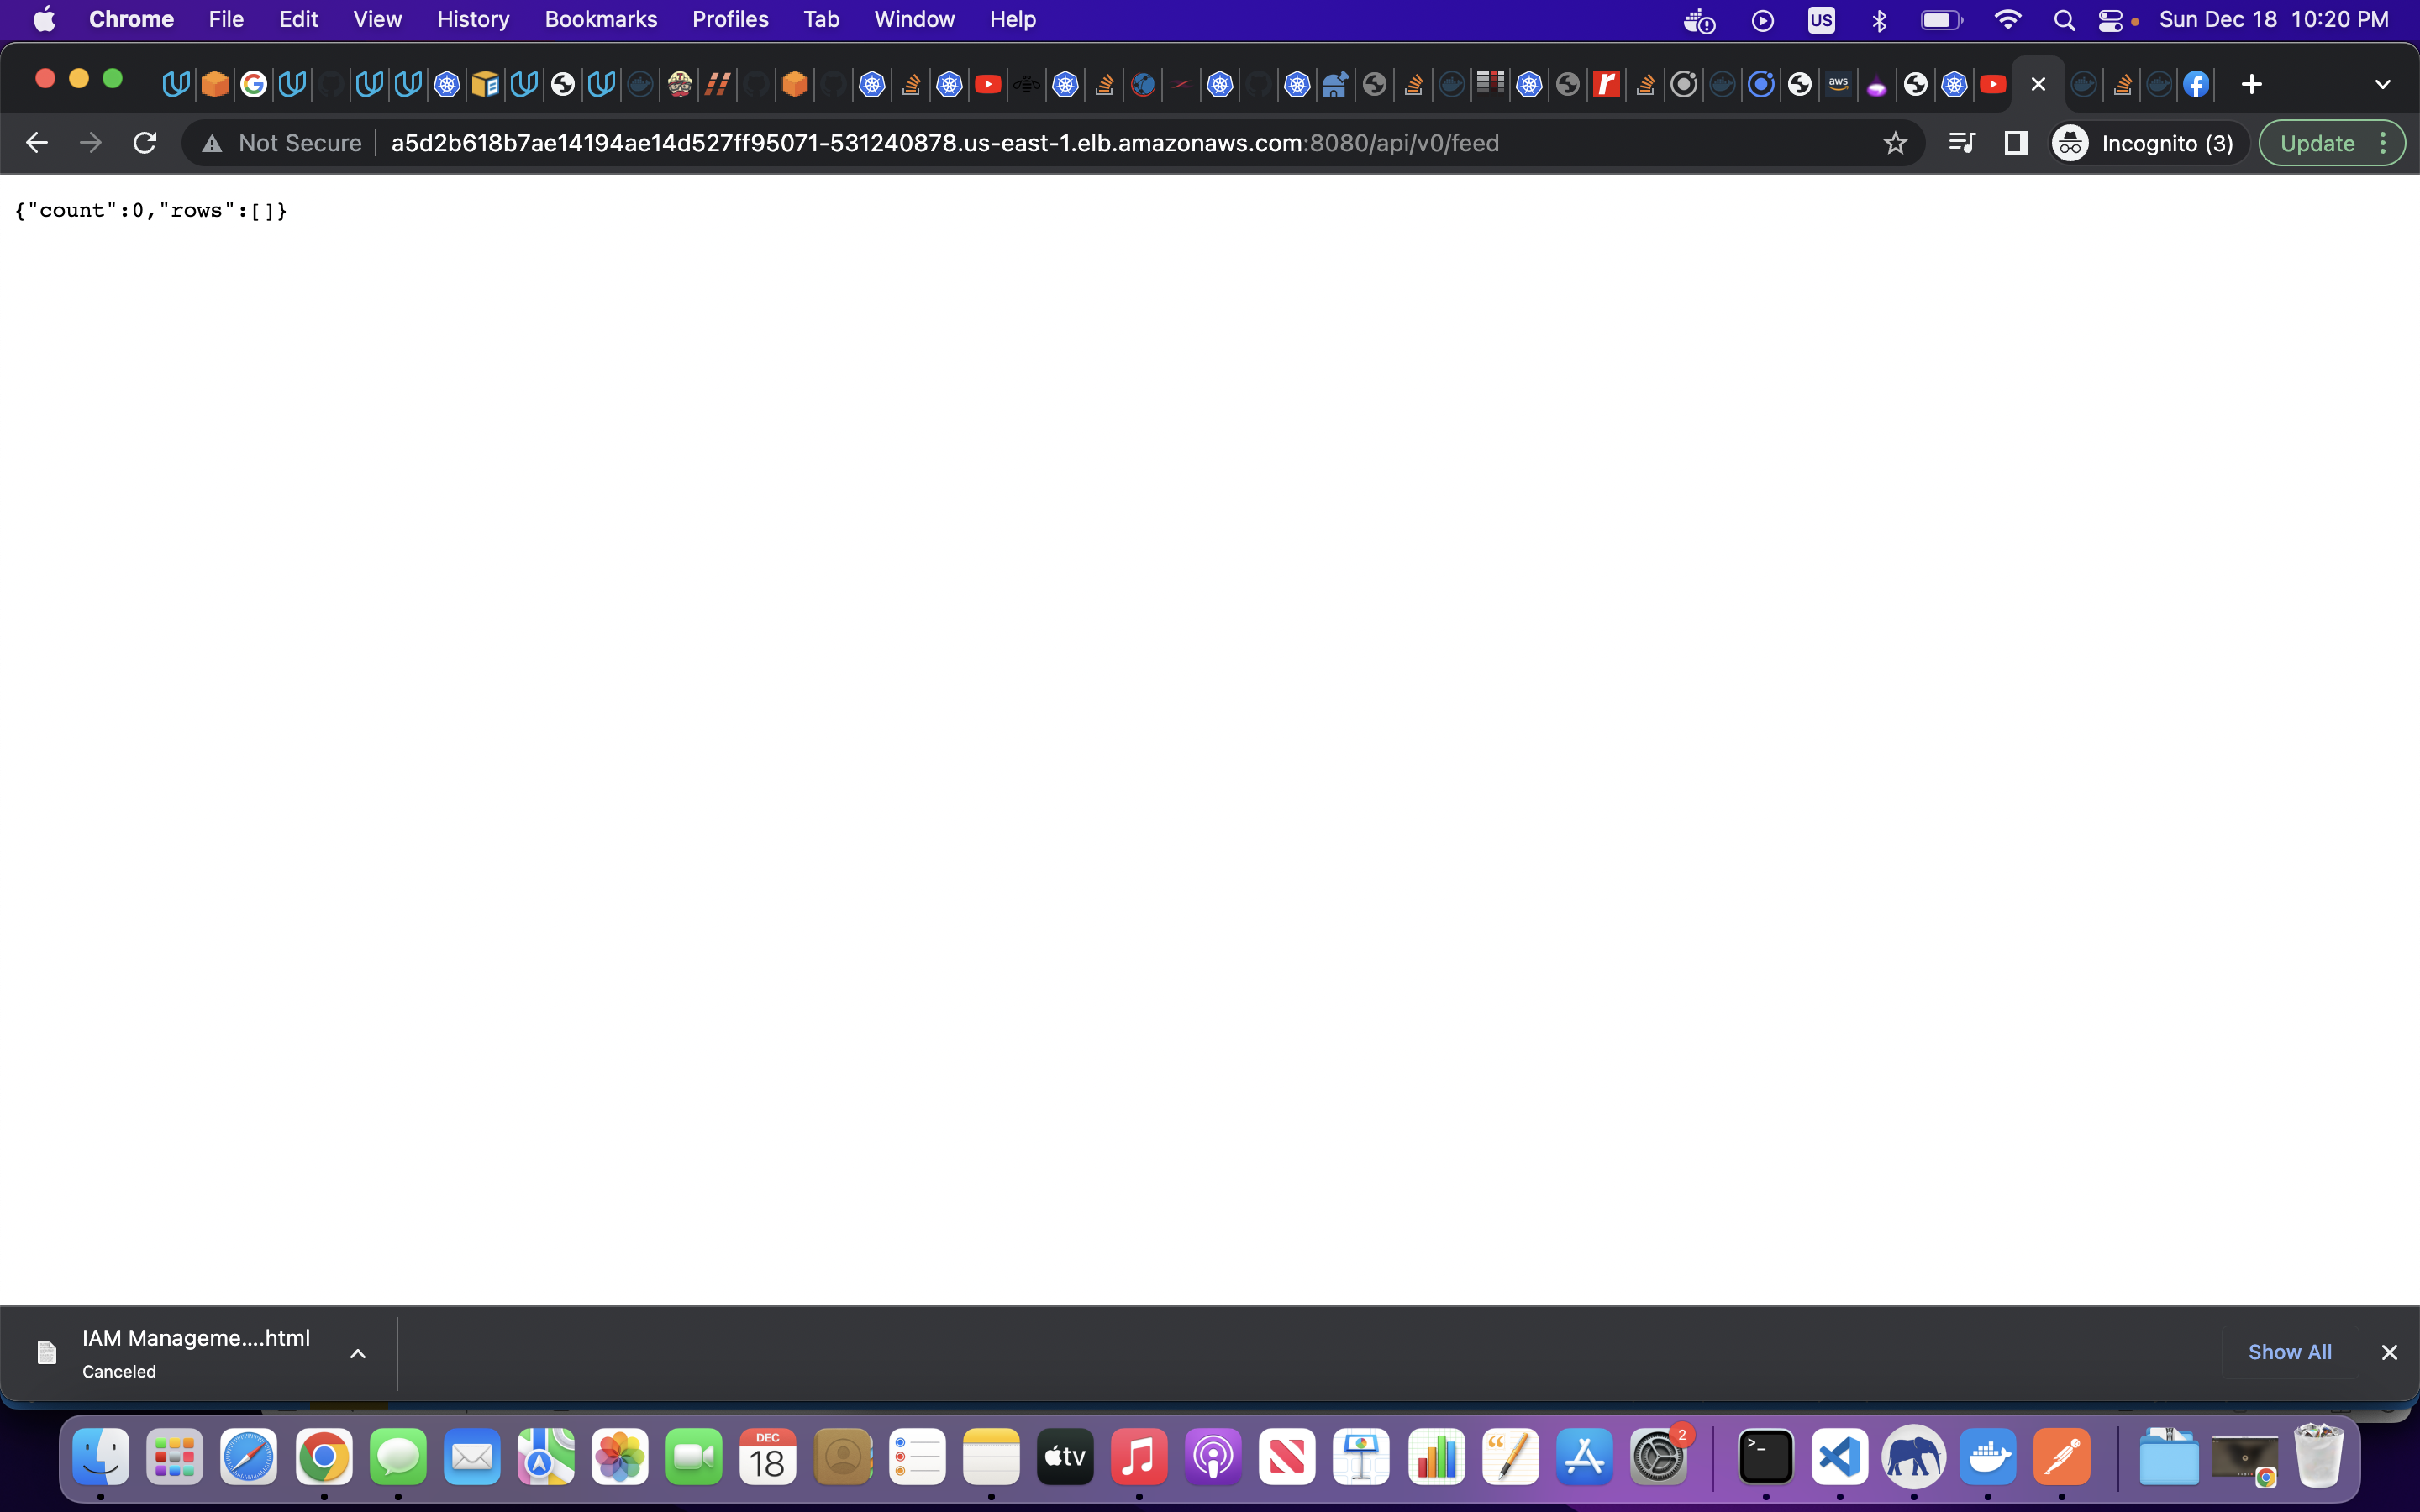 Chrome File Edit View History Bookmarks Profiles Tab Window Help US Sun Dec 18 10:20 PM
aws
Not Secure a5d2b618b7ae14194ae14d527ff95071-531240878.us-east-1.elb.amazonaws.com:8080/api/v0/feed Incognito (3) Update
{"count":0,"rows":[]}
IAM Manageme....html
Canceled
Show All
DEC
18
tv
2